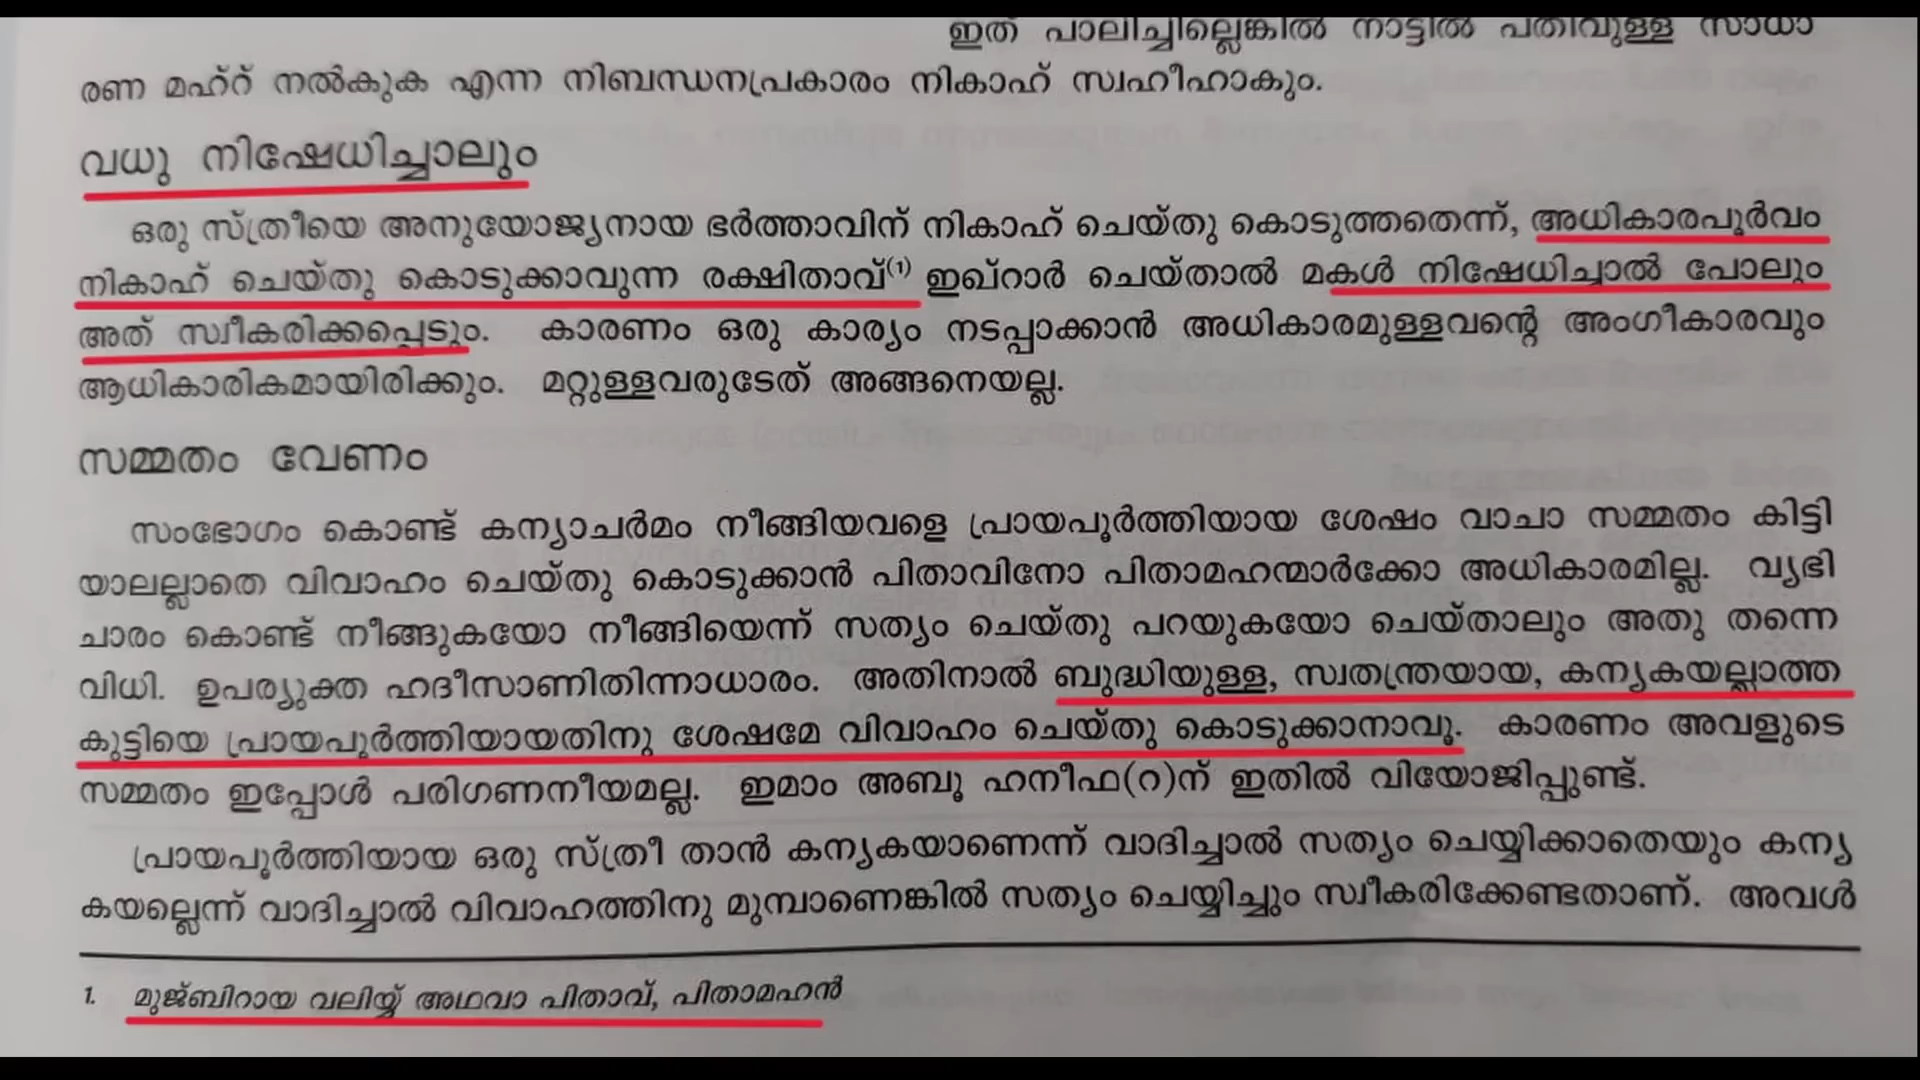 ഇത് പാലിച്ചില്ലെങ്കിൽ നാട്ടിൽ പതിവുള്ള സാധാ
രണ മഹ്റ് നൽകുക എന്ന നിബന്ധനപ്രകാരം നികാഹ് സ്വഹീഹാകും.
വധു നിഷേധിച്ചാലും
ഒരു സ്ത്രീയെ അനുയോജ്യനായ ഭർത്താവിന് നികാഹ് ചെയ്തു കൊടുത്തതെന്ന്, അധികാരപൂർവം
നികാഹ് ചെയ്തു കൊടുക്കാവുന്ന രക്ഷിതാവ്(1) ഇഖ്റാർ ചെയ്താൽ മകൾ നിഷേധിച്ചാൽ പോലും
അത് സ്വീകരിക്കപ്പെടും. കാരണം ഒരു കാര്യം നടപ്പാക്കാൻ അധികാരമുള്ളവന്റെ അംഗീകാരവും
ആധികാരികമായിരിക്കും. മറ്റുള്ളവരുടേത് അങ്ങനെയല്ല.
സമ്മതം വേണം
സംഭോഗം കൊണ്ട് കന്യാചർമം നീങ്ങിയവളെ പ്രായപൂർത്തിയായ ശേഷം വാചാ സമ്മതം കിട്ടി
യാലല്ലാതെ വിവാഹം ചെയ്തു കൊടുക്കാൻ പിതാവിനോ പിതാമഹന്മാർക്കോ അധികാരമില്ല. വ്യഭി
ചാരം കൊണ്ട് നീങ്ങുകയോ നീങ്ങിയെന്ന് സത്യം ചെയ്തു പറയുകയോ ചെയ്താലും അതു തന്നെ
വിധി. ഉപര്യുക്ത ഹദീസാണിതിന്നാധാരം. അതിനാൽ ബുദ്ധിയുള്ള, സ്വതന്ത്രയായ, കന്യകയല്ലാത്ത
കുട്ടിയെ പ്രായപൂർത്തിയായതിനു ശേഷമേ വിവാഹം ചെയ്തു കൊടുക്കാനാവൂ. കാരണം അവളുടെ
സമ്മതം ഇപ്പോൾ പരിഗണനീയമല്ല. ഇമാം അബൂ ഹനീഫ(റ)ന് ഇതിൽ വിയോജിപ്പുണ്ട്.
പ്രായപൂർത്തിയായ ഒരു സ്ത്രീ താൻ കന്യകയാണെന്ന് വാദിച്ചാൽ സത്യം ചെയ്യിക്കാതെയും കന്യ
കയല്ലെന്ന് വാദിച്ചാൽ വിവാഹത്തിനു മുമ്പാണെങ്കിൽ സത്യം ചെയ്യിച്ചും സ്വീകരിക്കേണ്ടതാണ്. അവൾ
1. മുജ്ബിറായ വലിയ്യ് അഥവാ പിതാവ്, പിതാമഹൻ